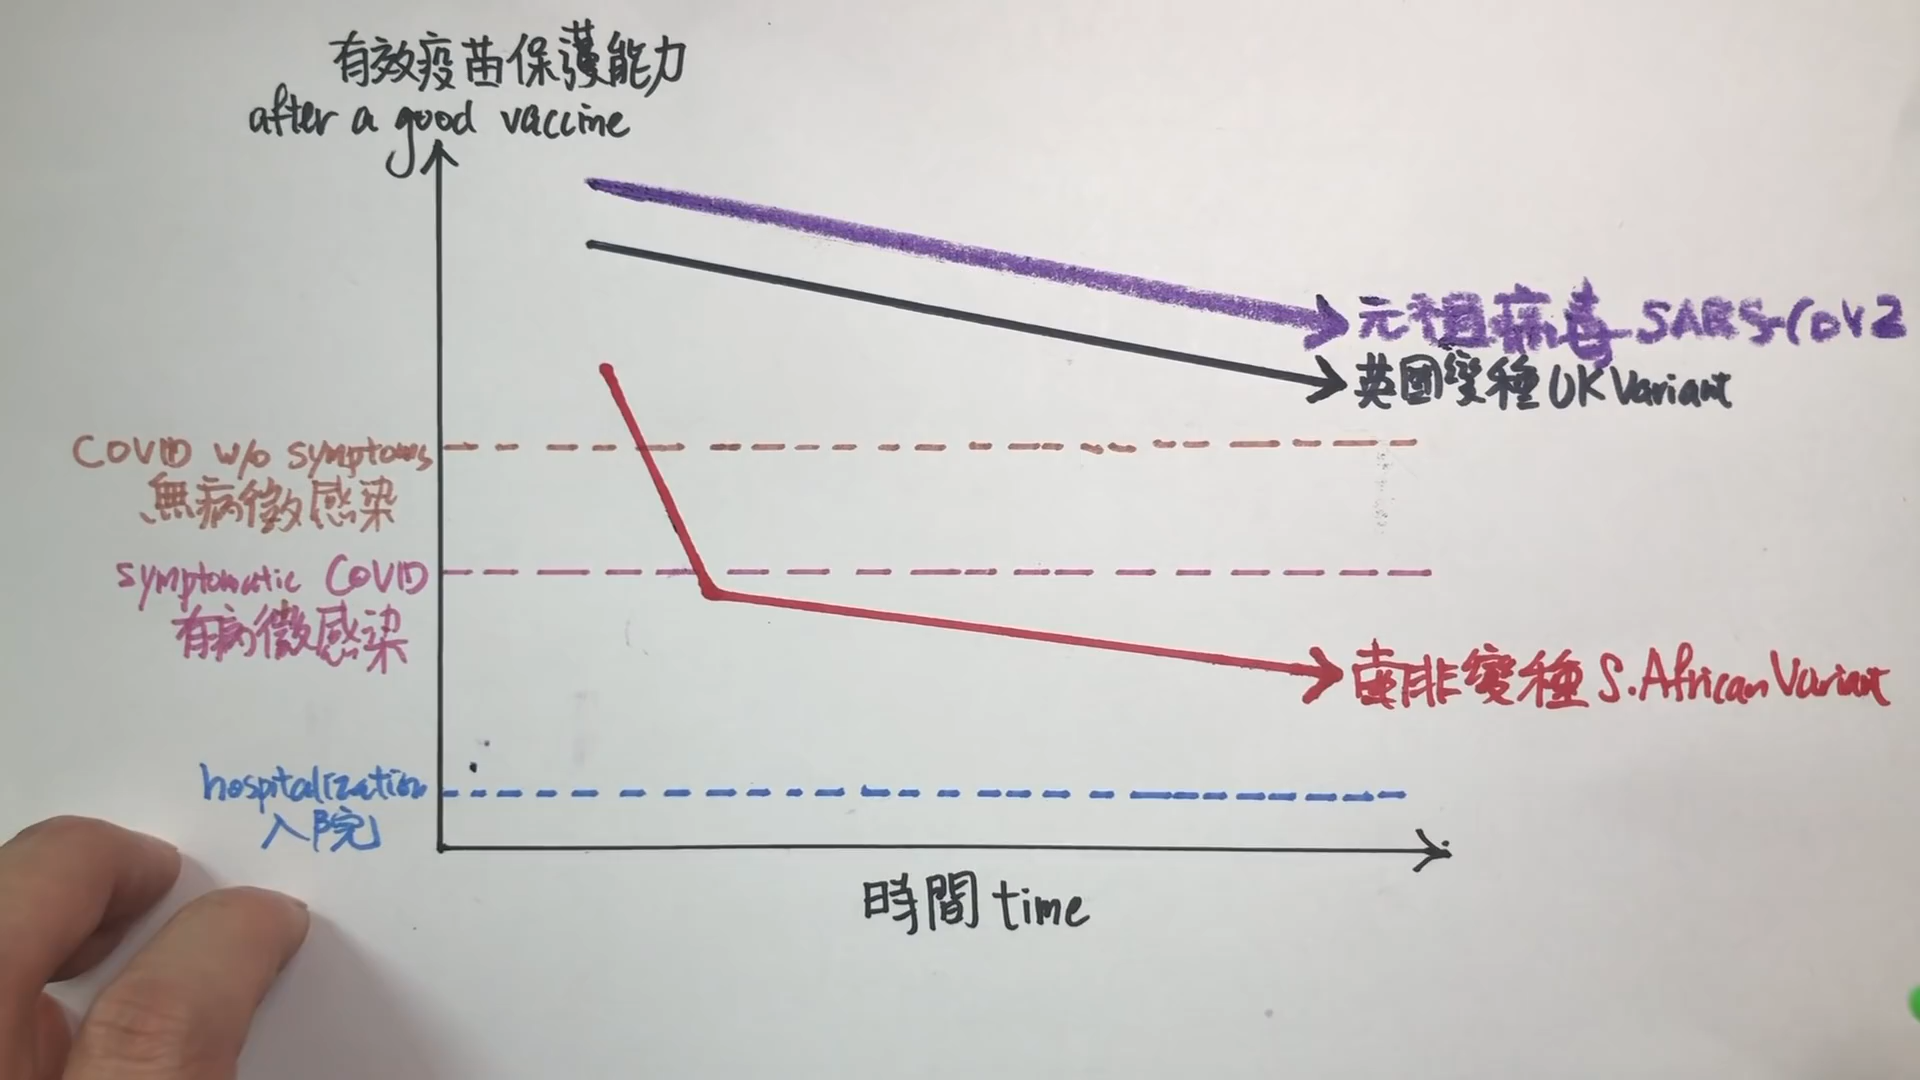 有效疫苗保護能力
after a good vaccine
元祖病毒 SARS-CoV2
英國變種 UK Variant
COVID w/o symptoms
無病徵感染
symptomatic COVID
有病徵感染
南非變種 S. African Variant
hospitalization
入院
時間 time